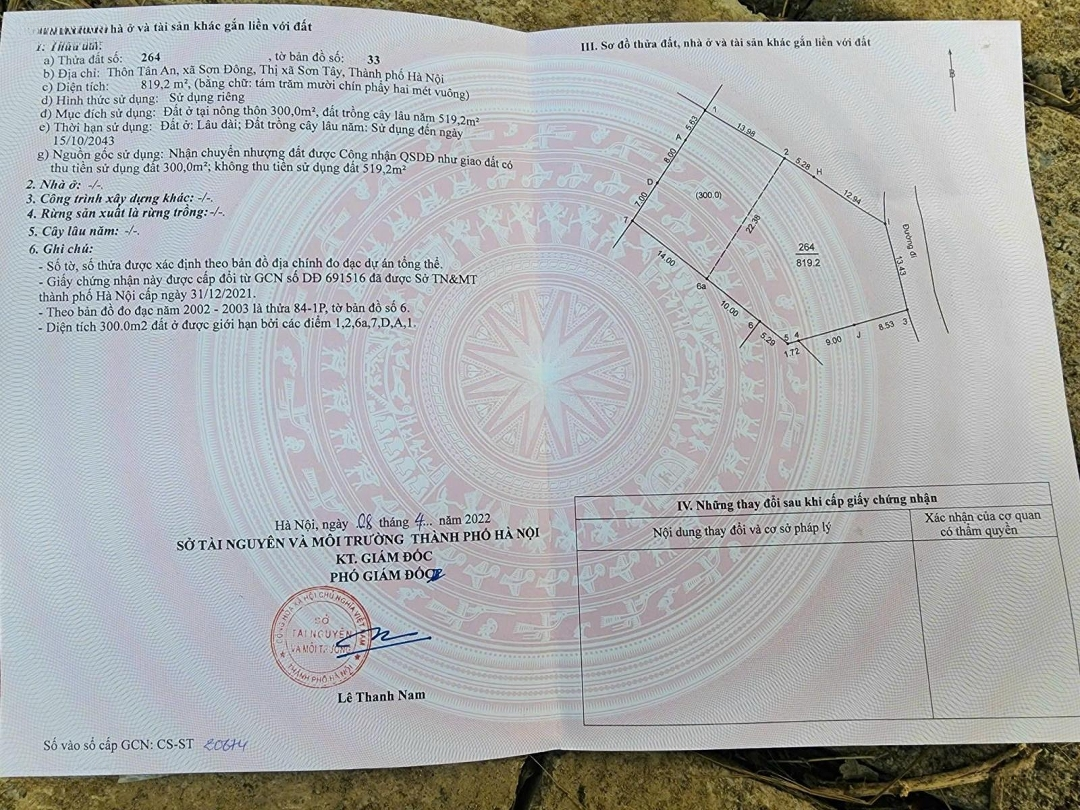 nhà ở và tài sản khác gắn liền với đất
1. Thửa đất:
a) Thửa đất số: 264 , tờ bản đồ số: 33
b) Địa chỉ: Thôn Tân An, xã Sơn Đông, Thị xã Sơn Tây, Thành phố Hà Nội
c) Diện tích: 819,2 m², (bằng chữ: tám trăm mười chín phẩy hai mét vuông)
d) Hình thức sử dụng: Sử dụng riêng
đ) Mục đích sử dụng: Đất ở tại nông thôn 300,0m², đất trồng cây lâu năm 519,2m²
e) Thời hạn sử dụng: Đất ở: Lâu dài; Đất trồng cây lâu năm: Sử dụng đến ngày
15/10/2043
g) Nguồn gốc sử dụng: Nhận chuyển nhượng đất được Công nhận QSDĐ như giao đất có
thu tiền sử dụng đất 300,0m²; không thu tiền sử dụng đất 519,2m²
2. Nhà ở: -/-.
3. Công trình xây dựng khác: -/-.
4. Rừng sản xuất là rừng trồng:-/-.
5. Cây lâu năm: -/-.
6. Ghi chú:
- Số tờ, số thửa được xác định theo bản đồ địa chính đo đạc dự án tổng thể.
- Giấy chứng nhận này được cấp đổi từ GCN số DĐ 691516 đã được Sở TN&MT
thành phố Hà Nội cấp ngày 31/12/2021.
- Theo bản đồ đo đạc năm 2002 - 2003 là thửa 84-1P, tờ bản đồ số 6.
- Diện tích 300.0m2 đất ở được giới hạn bởi các điểm 1,2,6a,7,D,A,1.
Hà Nội, ngày 08 tháng 4... năm 2022
SỞ TÀI NGUYÊN VÀ MÔI TRƯỜNG THÀNH PHỐ HÀ NỘI
KT. GIÁM ĐỐC
PHÓ GIÁM ĐỐC
CỘNG HÒA XÃ HỘI CHỦ NGHĨA VIỆT NAM
SỞ
TÀI NGUYÊN
VÀ MÔI TRƯỜNG
THÀNH PHỐ HÀ NỘI
Lê Thanh Nam
Số vào sổ cấp GCN: CS-ST 20674
III. Sơ đồ thửa đất, nhà ở và tài sản khác gắn liền với đất
B
1
5.63
13.98
A
2
8.00
5.28
H
D
(300.0)
12.94
7.00
7
22.38
I
Đường đi
14.00
264
819.2
13.43
6a
10.00
6
5.29
5 4
1.72
9.00
J
8.53
3
IV. Những thay đổi sau khi cấp giấy chứng nhận
Nội dung thay đổi và cơ sở pháp lý
Xác nhận của cơ quan
có thẩm quyền